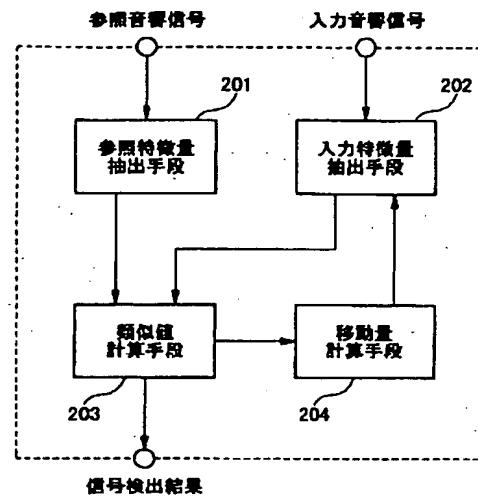 参照音響信号
入力音響信号
201
202
参照特徴量
抽出手段
入力特徴量
抽出手段
類似値
計算手段
移動量
計算手段
203
204
信号検出結果